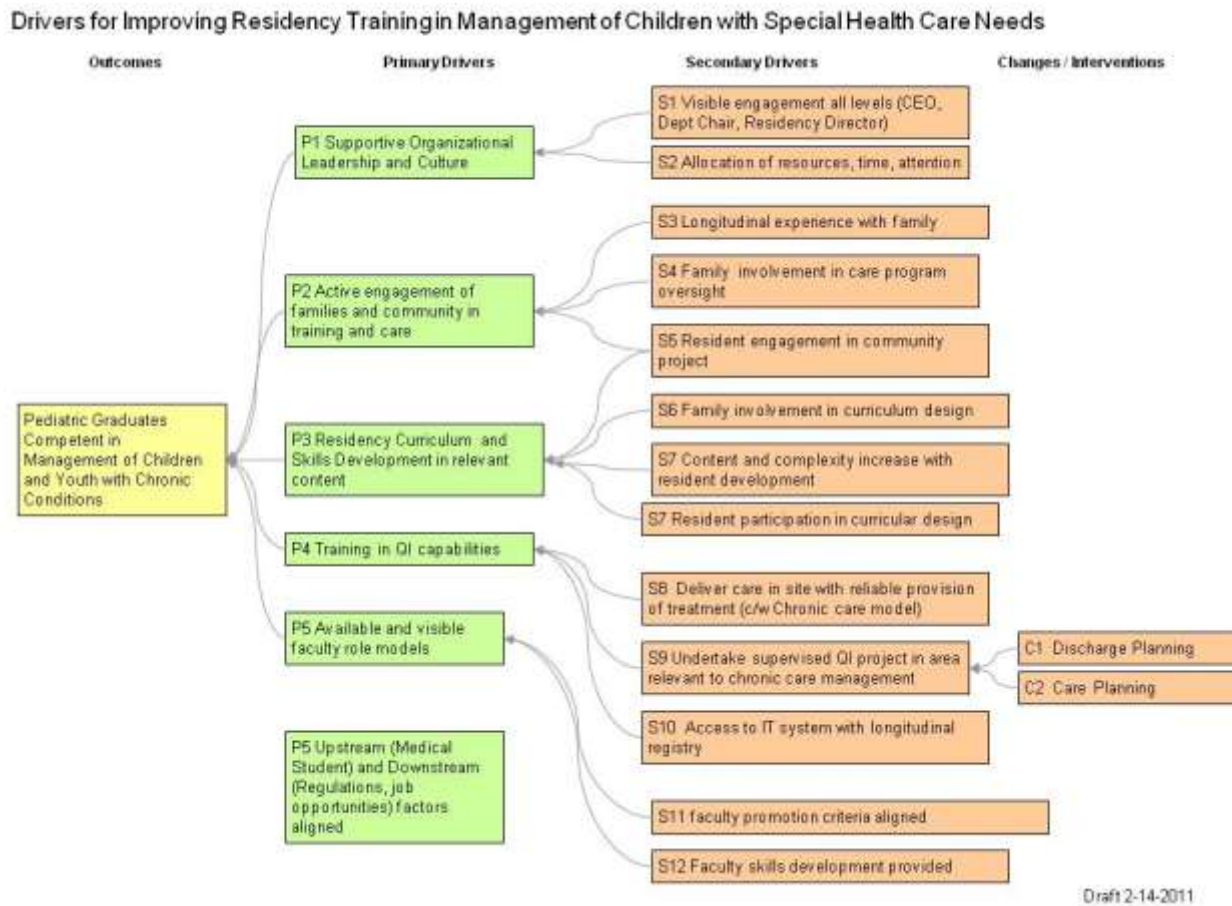 Drivers for Improving Residency Training in Management of Children with Special Health Care Needs
Outcomes
Primary Drivers
Secondary Drivers
Changes / Interventions
Pediatric Graduates
Competent in
Management of Children
and Youth with Chronic
Conditions
P1 Supportive Organizational
Leadership and Culture
P2 Active engagement of
families and community in
training and care
P3 Residency Curriculum and
Skills Development in relevant
content
P4 Training in QI capabilities
P5 Available and visible
faculty role models
P5 Upstream (Medical
Student) and Downstream
(Regulations, job
opportunities) factors
aligned
S1 Visible engagement all levels (CEO,
Dept Chair, Residency Director)
S2 Allocation of resources, time, attention
S3 Longitudinal experience with family
S4 Family involvement in care program
oversight
S5 Resident engagement in community
project
S6 Family involvement in curriculum design
S7 Content and complexity increase with
resident development
S7 Resident participation in curricular design
S8 Deliver care in site with reliable provision
of treatment (c/w Chronic care model)
S9 Undertake supervised QI project in area
relevant to chronic care management
S10 Access to IT system with longitudinal
registry
S11 faculty promotion criteria aligned
S12 Faculty skills development provided
C1 Discharge Planning
C2 Care Planning
Draft 2-14-2011